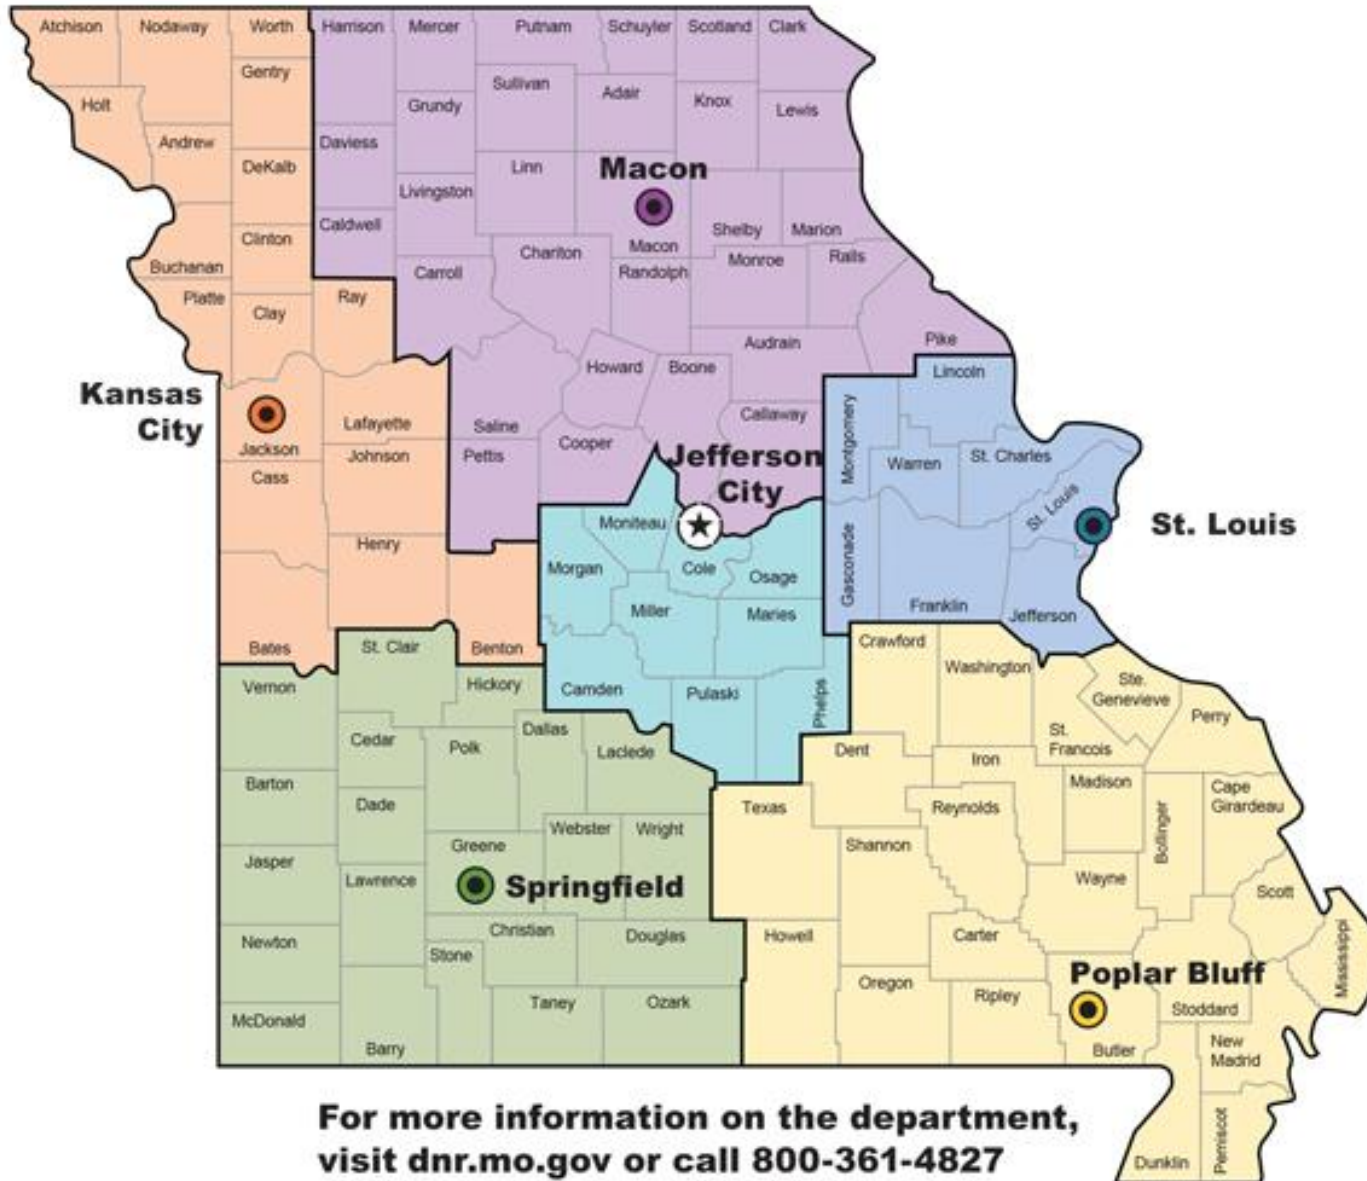 Atchison
Nodaway
Worth
Harrison
Mercer
Putnam
Schuyler
Scotland
Clark
Gentry
Sullivan
Adair
Knox
Lewis
Holt
Grundy
Andrew
Daviess
DeKalb
Linn
Macon
Livingston
Caldwell
Clinton
Chariton
Macon
Shelby
Marion
Buchanan
Carroll
Randolph
Monroe
Ralls
Platte
Clay
Ray
Audrain
Pike
Howard
Boone
Lincoln
Kansas
City
Jackson
Lafayette
Saline
Callaway
Montgomery
Cooper
Johnson
Pettis
Cass
Jefferson
City
Warren
St. Charles
St. Louis
St. Louis
Moniteau
Henry
Morgan
Cole
Osage
Gasconade
Miller
Maries
Franklin
Jefferson
Bates
St. Clair
Benton
Crawford
Washington
Vernon
Hickory
Camden
Pulaski
Phelps
Ste.
Genevieve
Perry
Cedar
Polk
Dallas
Laclede
Dent
St.
Francois
Iron
Barton
Dade
Texas
Reynolds
Madison
Cape
Girardeau
Greene
Webster
Wright
Shannon
Bollinger
Jasper
Lawrence
Springfield
Wayne
Scott
Newton
Christian
Douglas
Howell
Carter
Mississippi
Stone
Poplar Bluff
McDonald
Taney
Ozark
Oregon
Ripley
Stoddard
Barry
Butler
New
Madrid
Dunklin
Pemiscot
For more information on the department,
visit dnr.mo.gov or call 800-361-4827